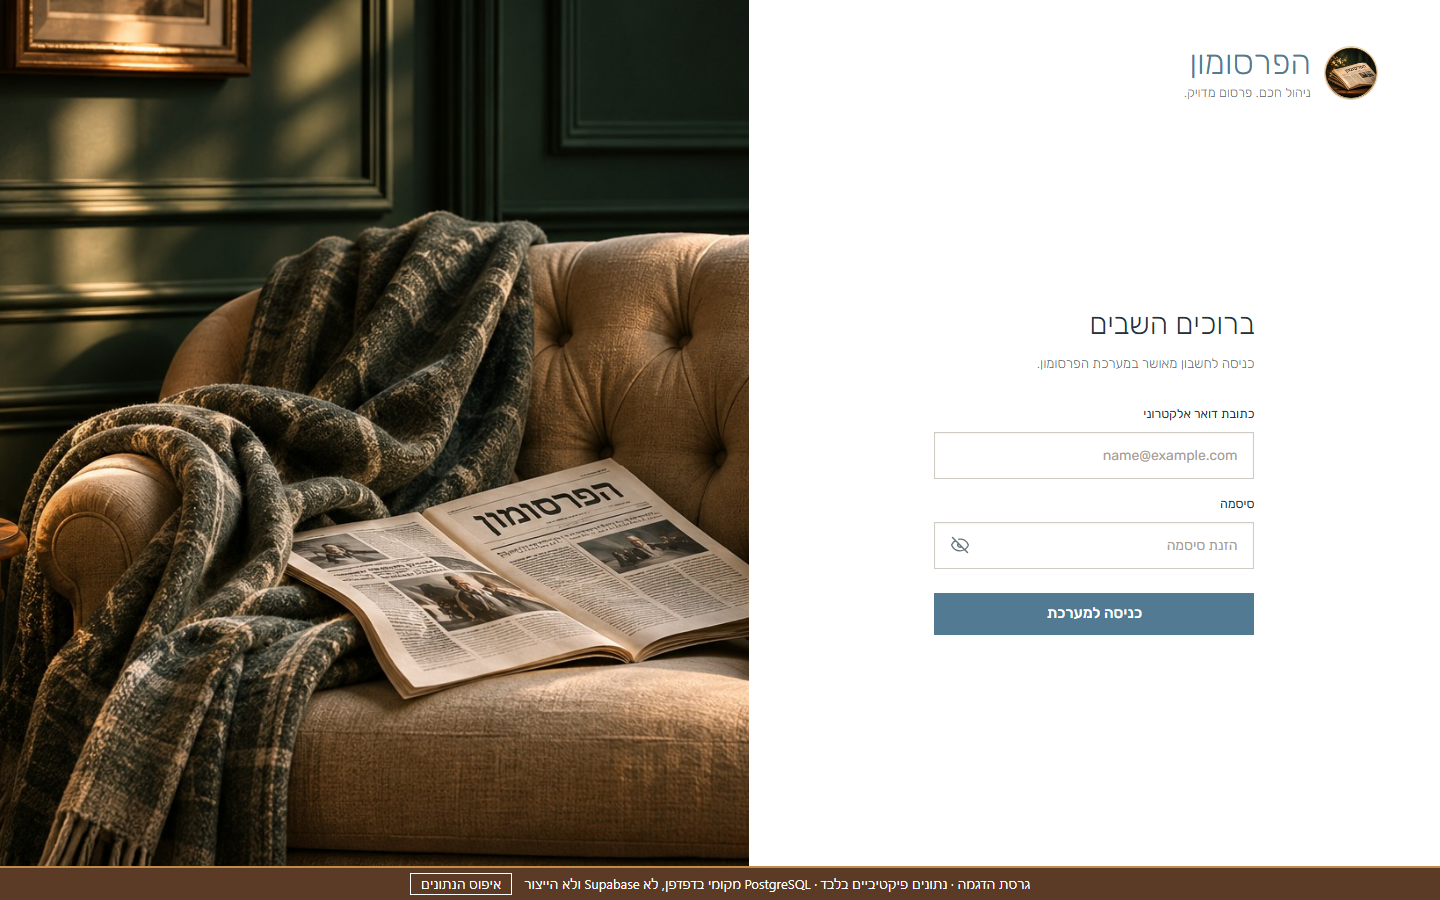 הפרסומון
ניהול חכם. פרסום מדויק.
ברוכים השבים
כניסה לחשבון מאושר במערכת הפרסומון.
כתובת דואר אלקטרוני
name@example.com
סיסמה
הזנת סיסמה
כניסה למערכת
הפרסומון
גרסת הדגמה · נתונים פיקטיביים בלבד · PostgreSQL מקומי בדפדפן, לא Supabase ולא הייצור
איפוס הנתונים